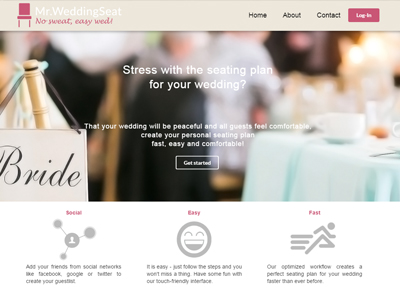 Mr.WeddingSeat
No sweat, easy wed!
Home About Contact Log-In
Stress with the seating plan
for your wedding?
That your wedding will be peaceful and all guests feel comfortable,
create your personal seating plan
fast, easy and comfortable!
Get started
Bride
Social
Add your friends from social networks
like facebook, google or twitter to
create your guestlist.
Easy
It is easy - just follow the steps and you
won't miss a thing. Have some fun with
our touch-friendly interface.
Fast
Our optimized workflow creates a
perfect seating plan for your wedding
faster than ever before.